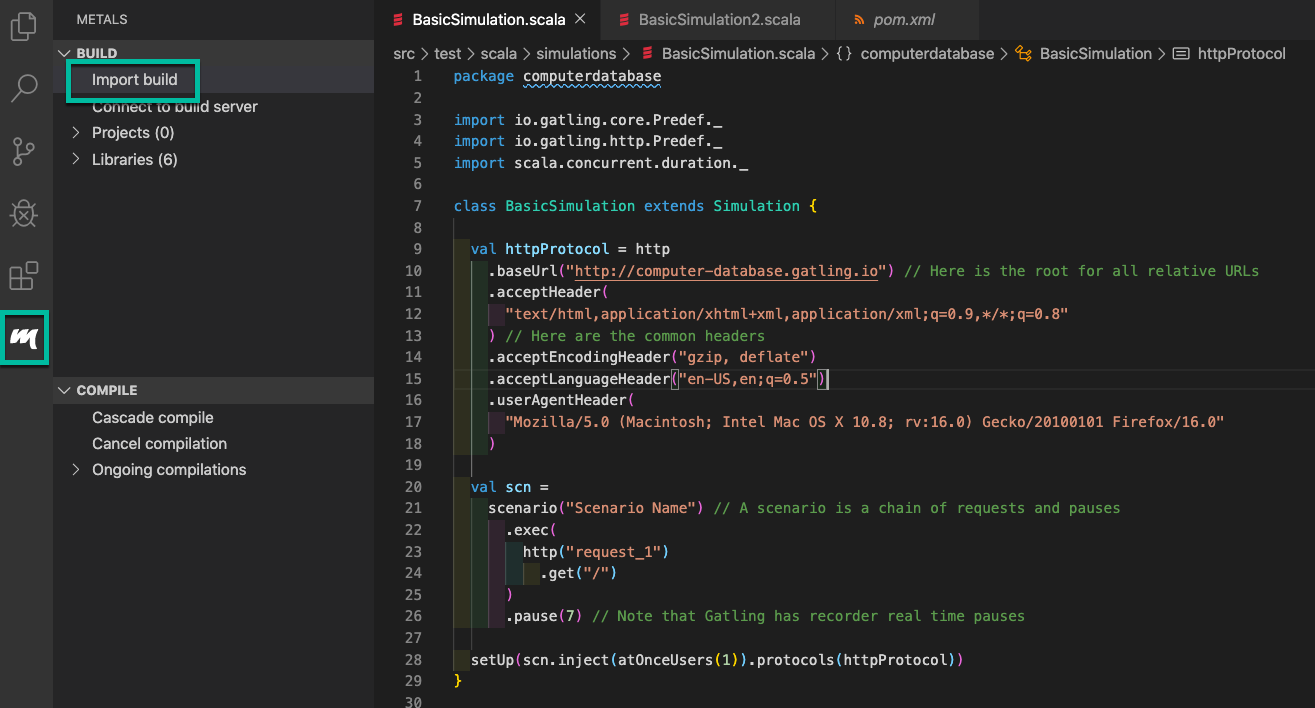 METALS
BUILD
Import build
Connect to build server
Projects (0)
Libraries (6)
COMPILE
Cascade compile
Cancel compilation
Ongoing compilations
BasicSimulation.scala
BasicSimulation2.scala
pom.xml
src > test > scala > simulations > BasicSimulation.scala > {} computerdatabase > BasicSimulation > httpProtocol
1 package computerdatabase
2
3 import io.gatling.core.Predef._
4 import io.gatling.http.Predef._
5 import scala.concurrent.duration._
6
7 class BasicSimulation extends Simulation {
8
9   val httpProtocol = http
10     .baseUrl("http://computer-database.gatling.io") // Here is the root for all relative URLs
11     .acceptHeader(
12       "text/html,application/xhtml+xml,application/xml;q=0.9,*/*;q=0.8"
13     ) // Here are the common headers
14     .acceptEncodingHeader("gzip, deflate")
15     .acceptLanguageHeader("en-US,en;q=0.5")
16     .userAgentHeader(
17       "Mozilla/5.0 (Macintosh; Intel Mac OS X 10.8; rv:16.0) Gecko/20100101 Firefox/16.0"
18     )
19
20   val scn =
21     scenario("Scenario Name") // A scenario is a chain of requests and pauses
22       .exec(
23         http("request_1")
24           .get("/")
25       )
26       .pause(7) // Note that Gatling has recorder real time pauses
27
28   setUp(scn.inject(atOnceUsers(1)).protocols(httpProtocol))
29 }
30